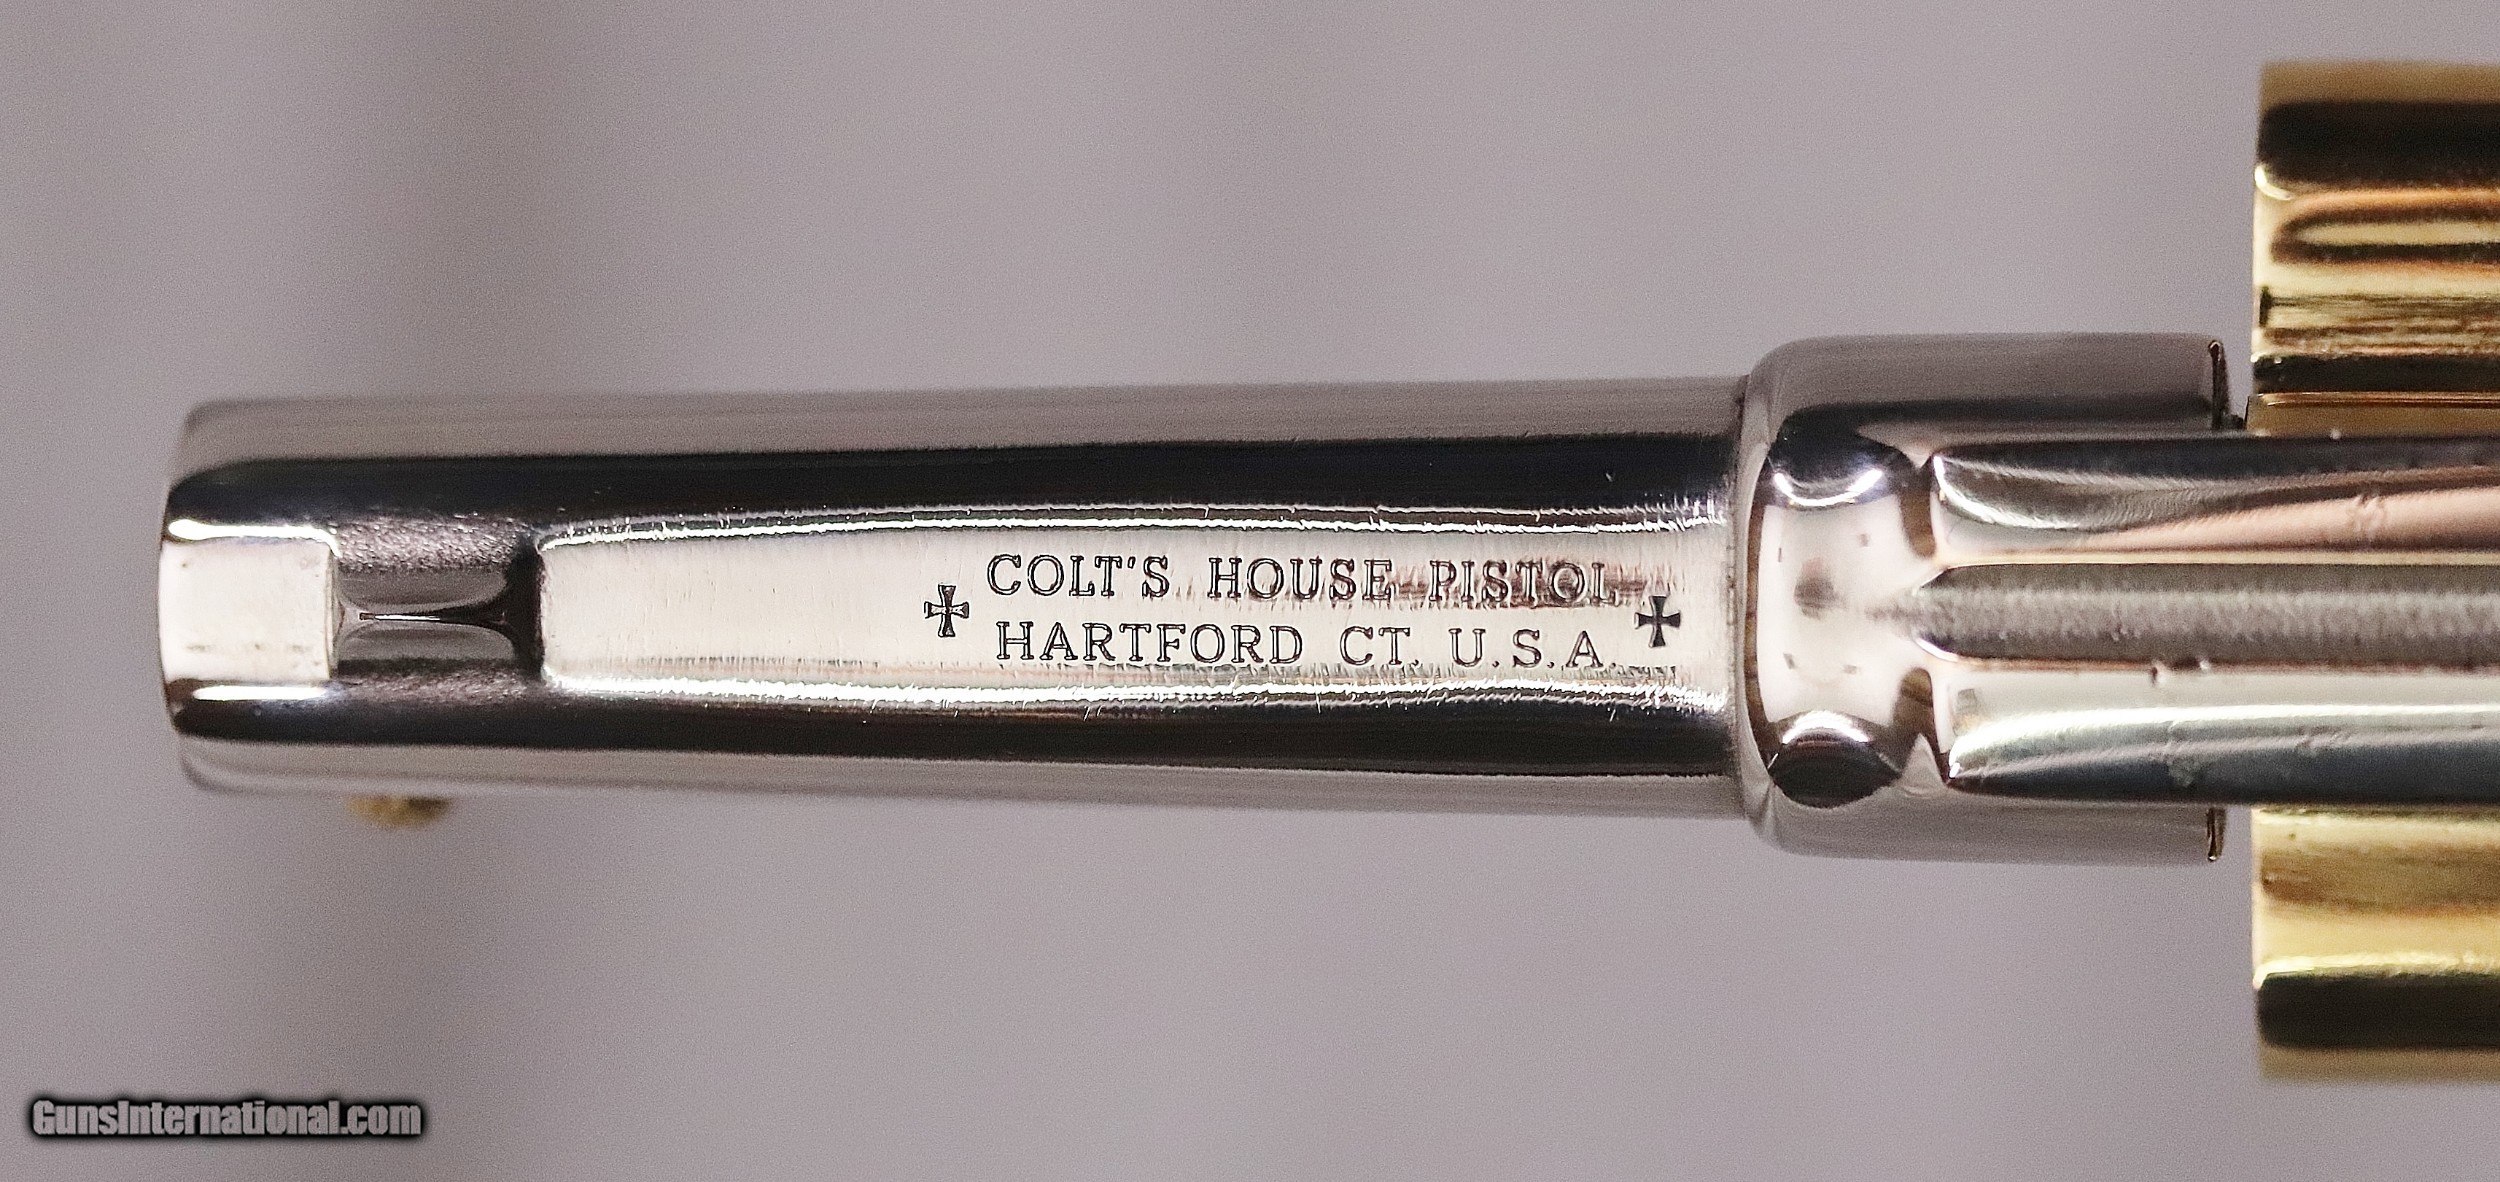 COLT'S HOUSE PISTOL
HARTFORD CT. U.S.A.
GunsInternational.com